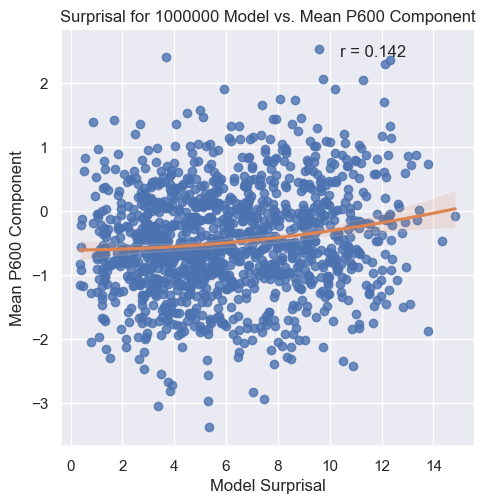 Surprisal for 1000000 Model vs. Mean P600 Component
r = 0.142
2
1
0
−1
−2
−3
Mean P600 Component
0 2 4 6 8 10 12 14
Model Surprisal